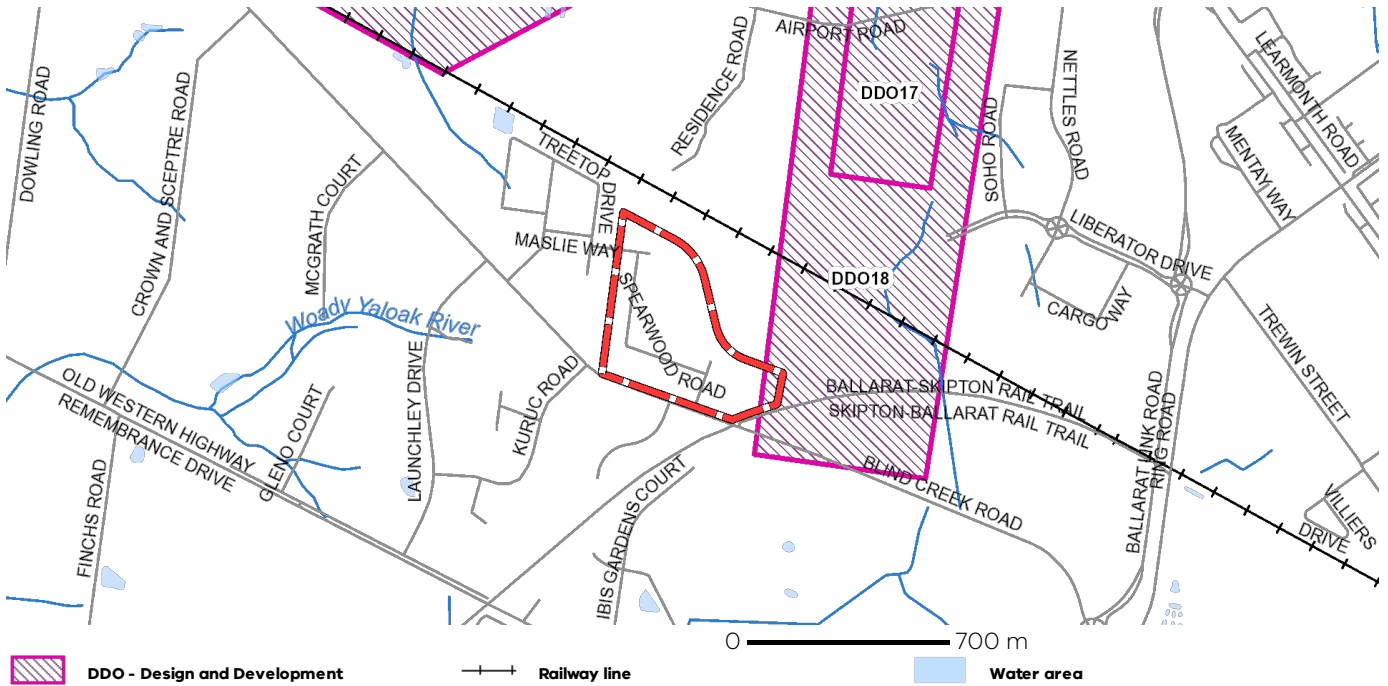 AIRPORT ROAD
DDO17
RESIDENCE ROAD
NETTLES ROAD
SOHO ROAD
LEARMONTH ROAD
MENTAY WAY
DOWLING ROAD
CROWN AND SCEPTRE ROAD
MCGRATH COURT
TREETOP
DRIVE
MASLIE WAY
SPEARWOOD ROAD
DDO18
LIBERATOR DRIVE
CARGO WAY
TREWIN STREET
Woady Yaloak River
OLD WESTERN HIGHWAY
REMEMBRANCE DRIVE
GLENO COURT
LAUNCHLEY DRIVE
KURUC ROAD
BALLARAT-SKIPTON RAIL TRAIL
SKIPTON-BALLARAT RAIL TRAIL
BLIND CREEK ROAD
BALLARAT LINK ROAD
RING ROAD
FINCHS ROAD
IBIS GARDENS COURT
VILLIERS
DRIVE
0 700 m
DDO - Design and Development
Railway line
Water area